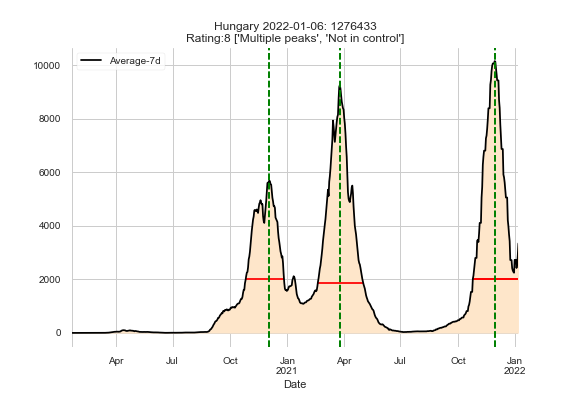 Hungary 2022-01-06: 1276433
Rating:8 ['Multiple peaks', 'Not in control']
Average-7d
10000
8000
6000
4000
2000
0
Apr
Jul
Oct
Jan
2021
Apr
Jul
Oct
Jan
2022
Date